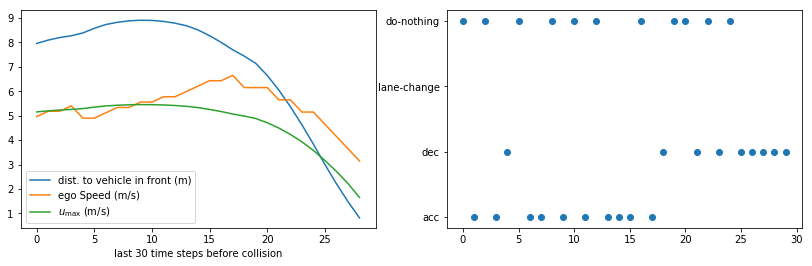 9
8
7
6
5
4
3
2
1
dist. to vehicle in front (m)
ego Speed (m/s)
u_max (m/s)
0 5 10 15 20 25
last 30 time steps before collision
do-nothing
lane-change
dec
acc
0 5 10 15 20 25 30